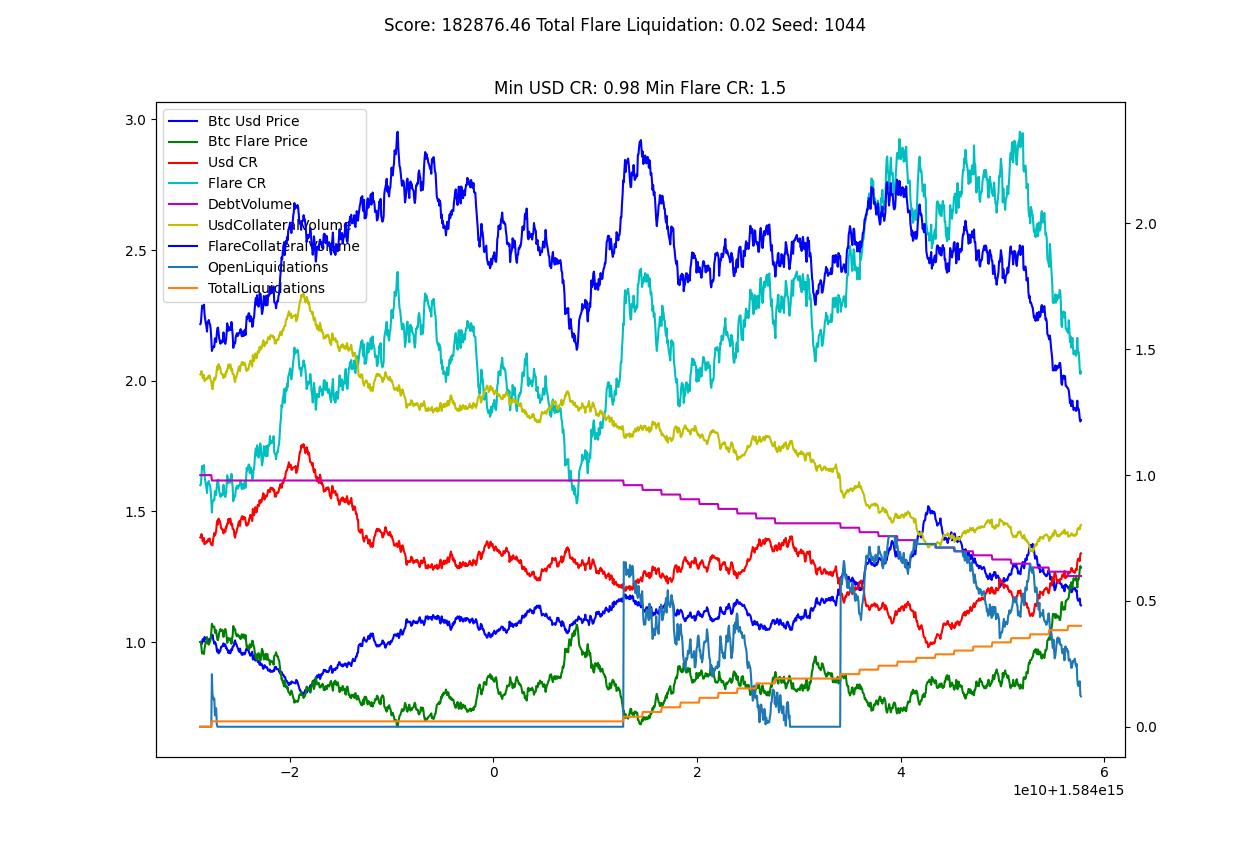 Score: 182876.46 Total Flare Liquidation: 0.02 Seed: 1044
Min USD CR: 0.98 Min Flare CR: 1.5
Btc Usd Price
Btc Flare Price
Usd CR
Flare CR
DebtVolume
UsdCollateralVolume
FlareCollateralVolume
OpenLiquidations
TotalLiquidations
3.0
2.5
2.0
1.5
1.0
2.0
1.5
1.0
0.5
0.0
−2
0
2
4
6
1e10+1.584e15